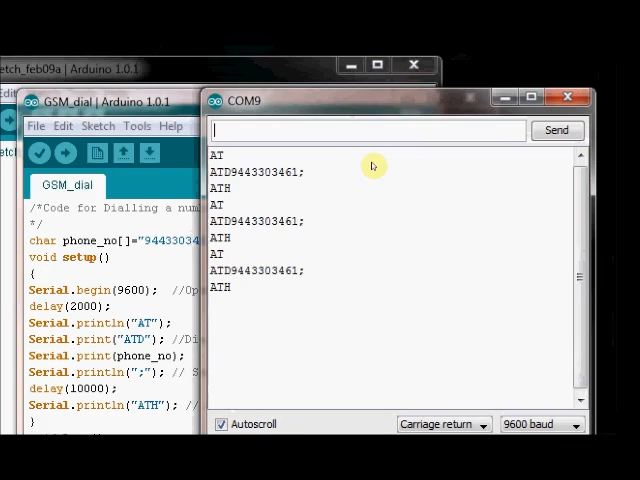 etch_feb09a | Arduino 1.0.1
GSM_dial | Arduino 1.0.1
COM9
File Edit Sketch Tools Help
Send
GSM_dial
AT
ATD9443303461;
ATH
AT
ATD9443303461;
ATH
AT
ATD9443303461;
ATH
/*Code for Dialling a num
*/
char phone_no[]="9443034
void setup()
{
Serial.begin(9600); //Op
delay(2000);
Serial.println("AT");
Serial.print("ATD"); //Di
Serial.print(phone_no);
Serial.println(";"); // S
delay(10000);
Serial.println("ATH"); //
}
Autoscroll
Carriage return
9600 baud